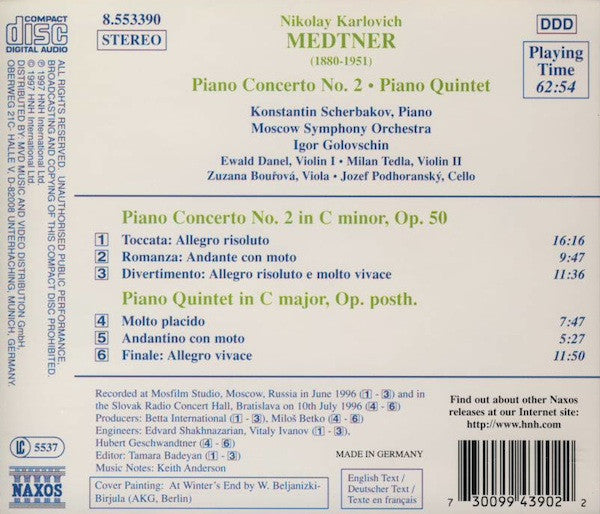 COMPACT
disc
DIGITAL AUDIO
8.553390
STEREO
Nikolay Karlovich
MEDTNER
(1880-1951)
Piano Concerto No. 2 • Piano Quintet
DDD
Playing
Time
62:54
Konstantin Scherbakov, Piano
Moscow Symphony Orchestra
Igor Golovschin
Ewald Danel, Violin I • Milan Tedla, Violin II
Zuzana Bouřová, Viola • Jozef Podhoranský, Cello
Piano Concerto No. 2 in C minor, Op. 50
1 Toccata: Allegro risoluto 16:16
2 Romanza: Andante con moto 9:47
3 Divertimento: Allegro risoluto e molto vivace 11:36
Piano Quintet in C major, Op. posth.
4 Molto placido 7:47
5 Andantino con moto 5:27
6 Finale: Allegro vivace 11:50
Recorded at Mosfilm Studio, Moscow, Russia in June 1996 (1 - 3) and in
the Slovak Radio Concert Hall, Bratislava on 10th July 1996 (4 - 6)
Producers: Betta International (1 - 3), Miloš Betko (4 - 6)
Engineers: Edvard Shakhnazarian, Vitaly Ivanov (1 - 3),
Hubert Geschwandtner (4 - 6)
Editor: Tamara Badeyan (1 - 3)
Music Notes: Keith Anderson
Cover Painting: At Winter's End by W. Beljanizki-
Birjula (AKG, Berlin)
MADE IN GERMANY
English Text /
Deutscher Text /
Texte en français
Find out about other Naxos
releases at our Internet site:
http://www.hnh.com
7 30099 43902 2
ALL RIGHTS RESERVED. UNAUTHORISED PUBLIC PERFORMANCE,
BROADCASTING AND COPYING OF THIS COMPACT DISC PROHIBITED.
℗ 1997 HNH International Ltd.
© 1997 HNH International Ltd.
DISTRIBUTED BY: MVD MUSIC AND VIDEO DISTRIBUTION GmbH,
OBERWEG 21C- HALLE V, D-82008 UNTERHACHING, MUNICH, GERMANY.
LC 5537
NAXOS